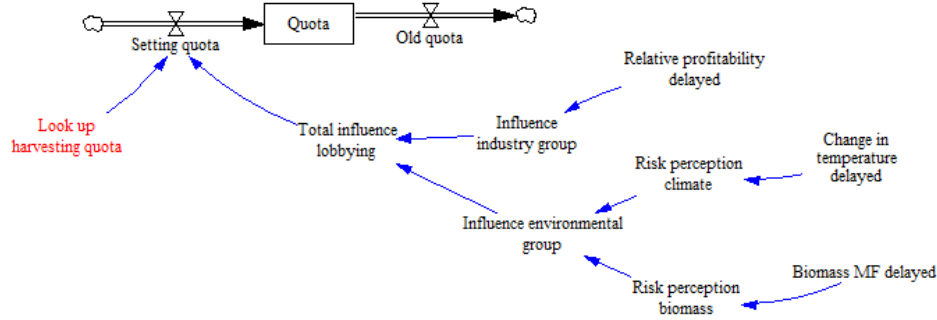 Quota
Setting quota
Old quota
Relative profitability
delayed
Look up
harvesting quota
Total influence
lobbying
Influence
industry group
Change in
temperature
delayed
Risk perception
climate
Influence environmental
group
Biomass MF delayed
Risk perception
biomass